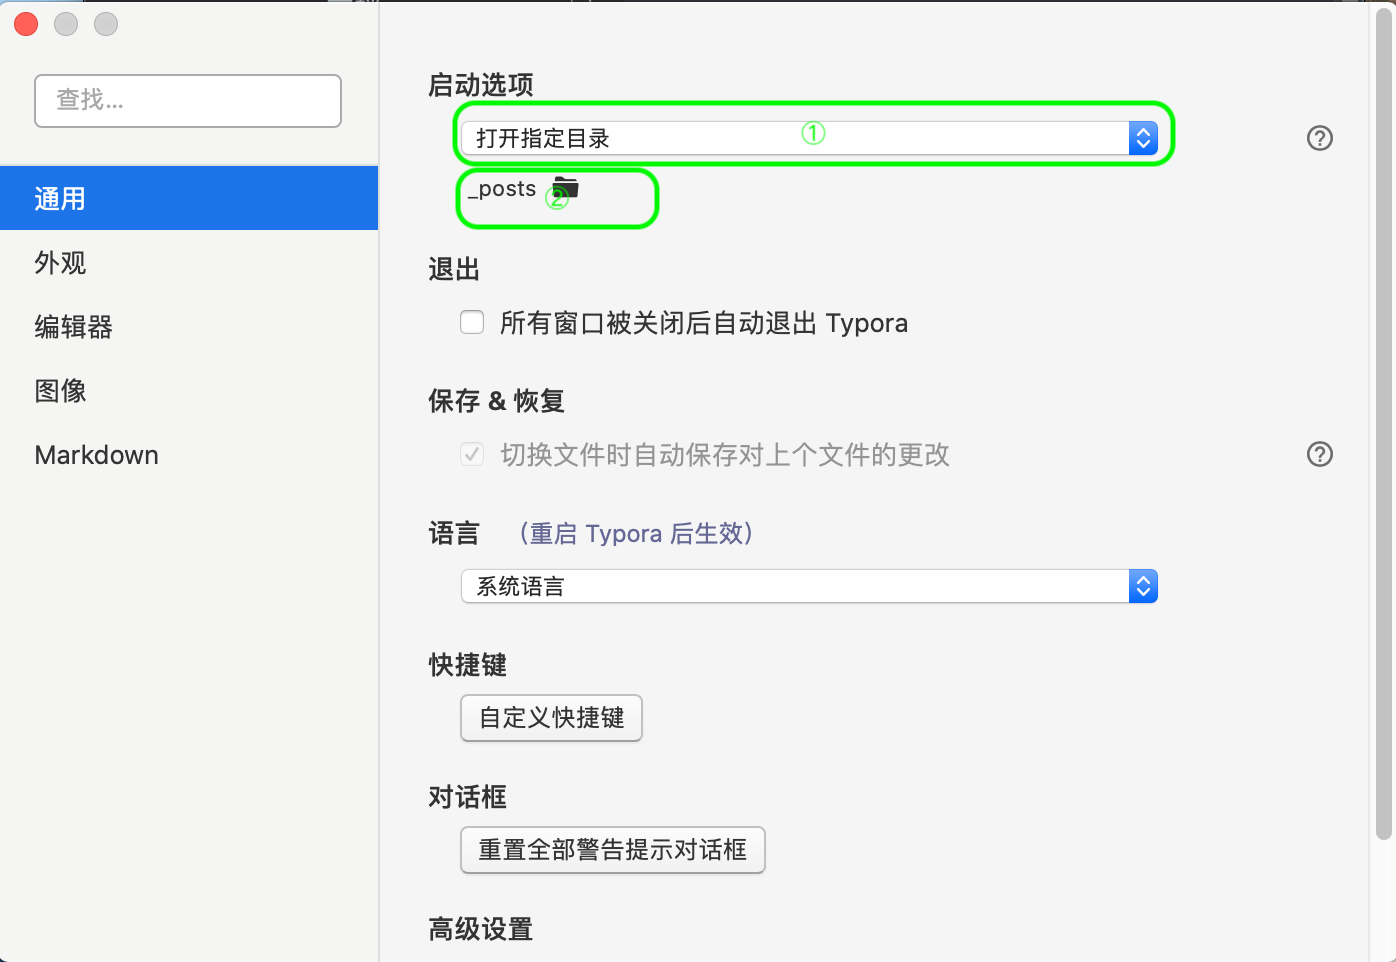 查找...
通用
外观
编辑器
图像
Markdown
启动选项
打开指定目录 ①
_posts ②
退出
所有窗口被关闭后自动退出 Typora
保存 & 恢复
切换文件时自动保存对上个文件的更改
语言 （重启 Typora 后生效）
系统语言
快捷键
自定义快捷键
对话框
重置全部警告提示对话框
高级设置